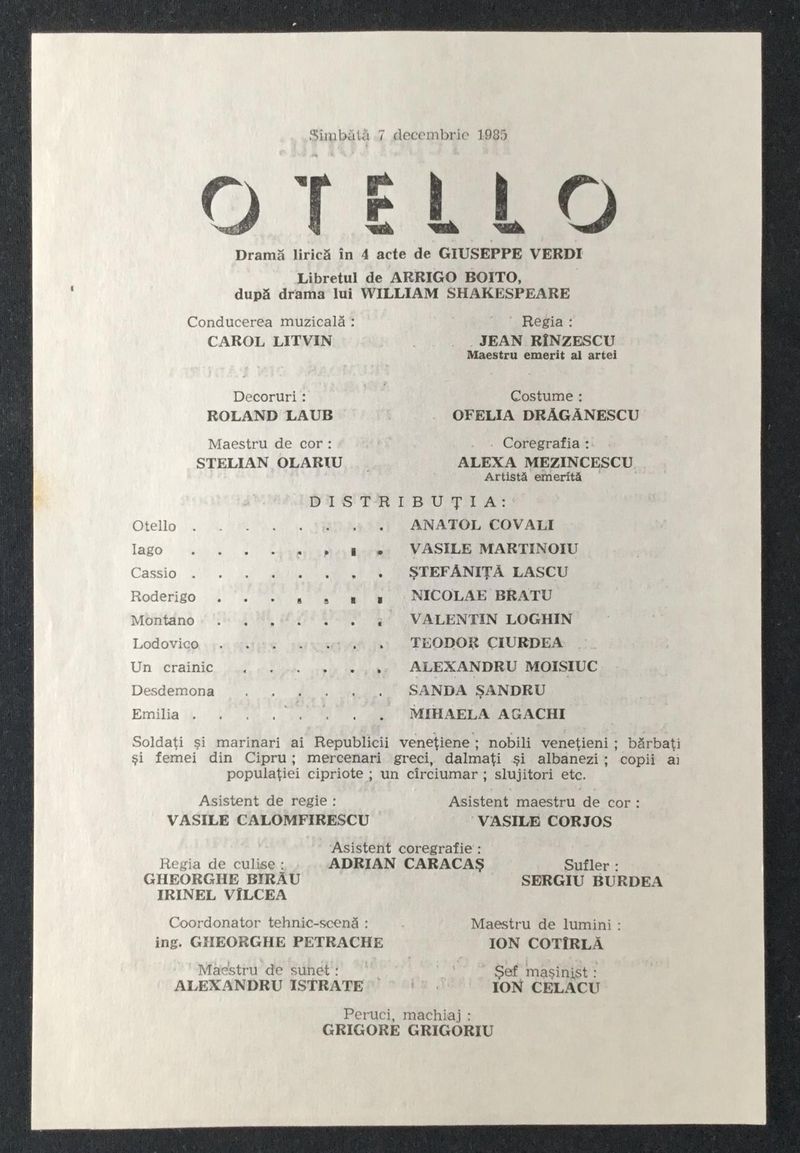 Sîmbătă 7 decembrie 1985
OTELLO
Dramă lirică în 4 acte de GIUSEPPE VERDI
Libretul de ARRIGO BOITO,
după drama lui WILLIAM SHAKESPEARE
Conducerea muzicală : Regia :
CAROL LITVIN JEAN RÎNZESCU
Maestru emerit al artei
Decoruri : Costume :
ROLAND LAUB OFELIA DRĂGĂNESCU
Maestru de cor : Coregrafia :
STELIAN OLARIU ALEXA MEZINCESCU
Artistă emerită
DISTRIBUȚIA:
Otello . . . . . . . . ANATOL COVALI
Iago . . . . . . . . VASILE MARTINOIU
Cassio . . . . . . . . ȘTEFĂNIȚĂ LASCU
Roderigo . . . . . . . NICOLAE BRATU
Montano . . . . . . . VALENTIN LOGHIN
Lodovico . . . . . . . TEODOR CIURDEA
Un crainic . . . . . . ALEXANDRU MOISIUC
Desdemona . . . . . . SANDA ȘANDRU
Emilia . . . . . . . . MIHAELA AGACHI
Soldați și marinari ai Republicii venețiene ; nobili venețieni ; bărbați
și femei din Cipru ; mercenari greci, dalmați și albanezi ; copii ai
populației cipriote ; un cîrciumar ; slujitori etc.
Asistent de regie : Asistent maestru de cor :
VASILE CALOMFIRESCU VASILE CORJOS
Asistent coregrafie :
ADRIAN CARACAȘ
Regia de culise : Sufler :
GHEORGHE BIRĂU SERGIU BURDEA
IRINEL VÎLCEA
Coordonator tehnic-scenă : Maestru de lumini :
ing. GHEORGHE PETRACHE ION COTÎRLĂ
Maestru de sunet : Șef mașinist :
ALEXANDRU ISTRATE ION CELACU
Peruci, machiaj :
GRIGORE GRIGORIU